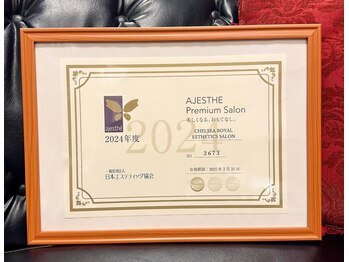 ajesthe
2024年度
一般社団法人
日本エステティック協会
2024
AJESTHE
Premium Salon
美しくなる、おもてなし。
CHELSEA ROYAL
ESTHETICS SALON
2673
有効期限：2025年3月31日